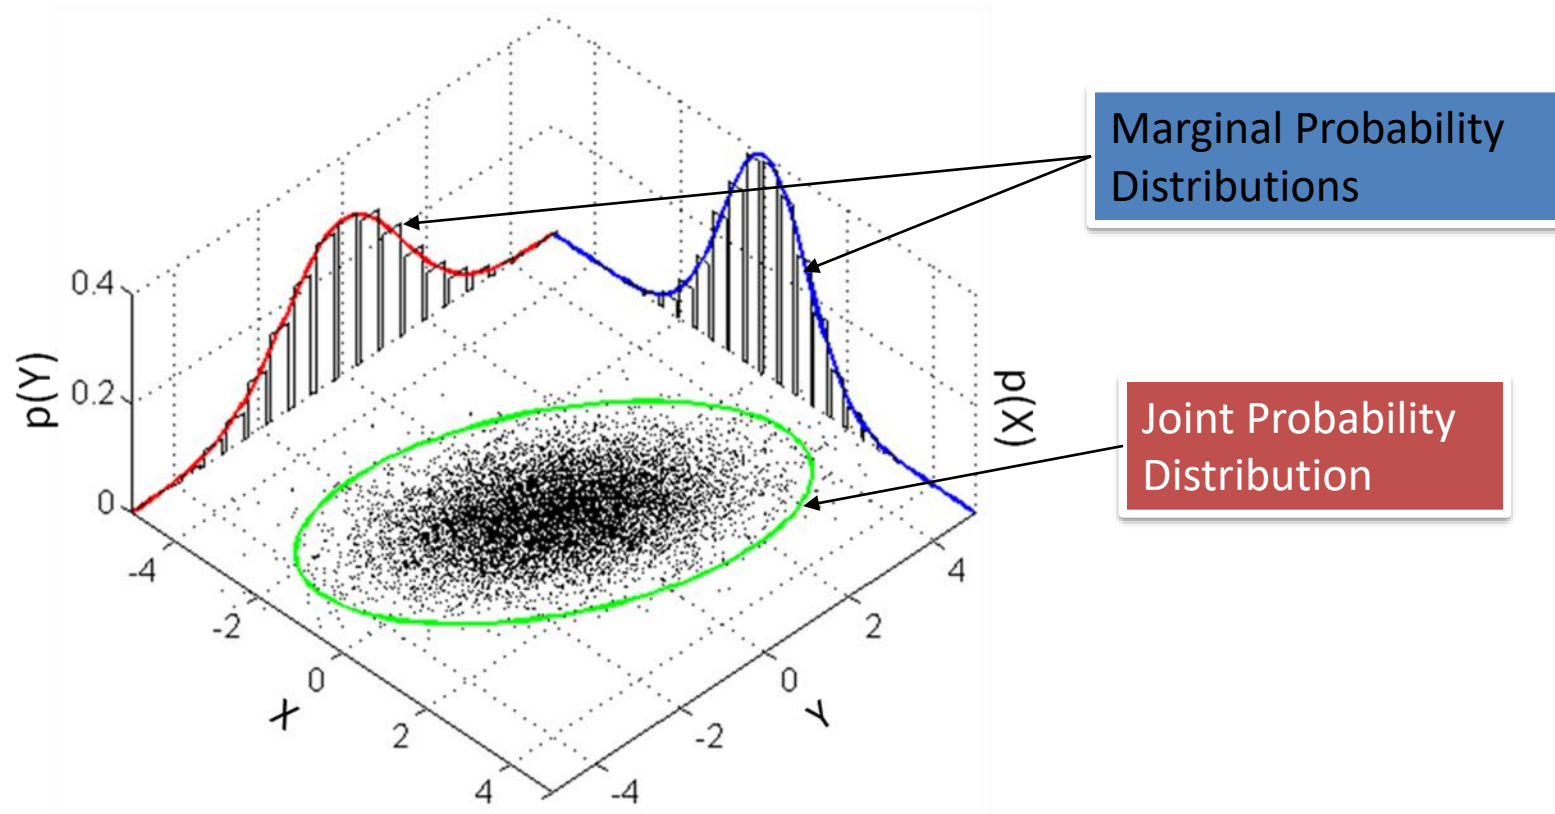 Marginal Probability
Distributions
0.4
0.2
0
p(Y)
p(X)
Joint Probability
Distribution
-4
-2
0
2
4
X
4
2
0
-2
-4
Y